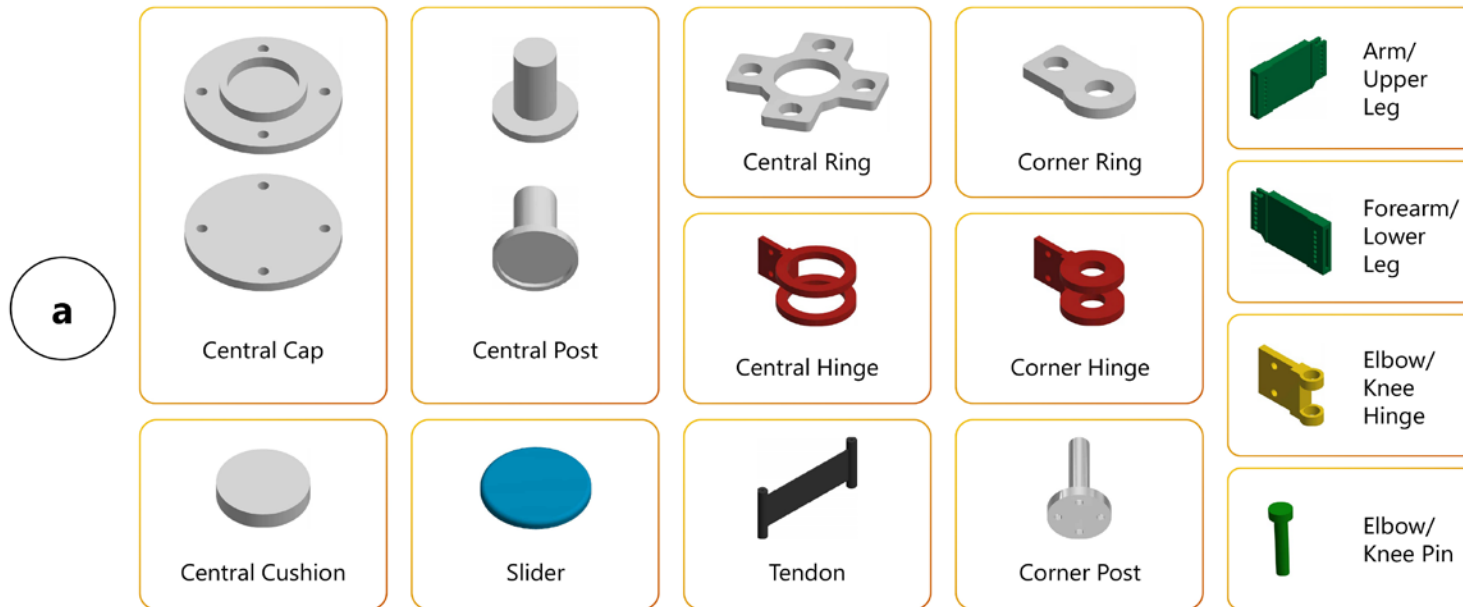 a
Central Cap
Central Post
Central Ring
Corner Ring
Central Hinge
Corner Hinge
Central Cushion
Slider
Tendon
Corner Post
Arm/
Upper
Leg
Forearm/
Lower
Leg
Elbow/
Knee
Hinge
Elbow/
Knee Pin